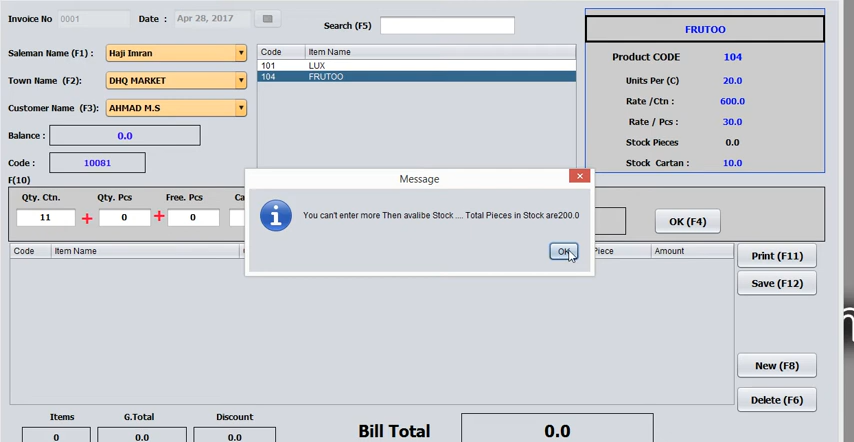 Invoice No 0001 Date : Apr 28, 2017
Search (F5)
Saleman Name (F1) : Haji Imran
Town Name (F2): DHQ MARKET
Customer Name (F3): AHMAD M.S
Balance : 0.0
Code : 10081
F(10)
Code Item Name
101 LUX
104 FRUTOO
FRUTOO
Product CODE 104
Units Per (C) 20.0
Rate /Ctn : 600.0
Rate / Pcs : 30.0
Stock Pieces 0.0
Stock Cartan : 10.0
Message
You can't enter more Then avalibe Stock .... Total Pieces in Stock are200.0
OK
Qty. Ctn. Qty. Pcs Free. Pcs
11 + 0 + 0
OK (F4)
Code Item Name Piece Amount
Print (F11)
Save (F12)
New (F8)
Delete (F6)
Items G.Total Discount
0 0.0 0.0
Bill Total 0.0